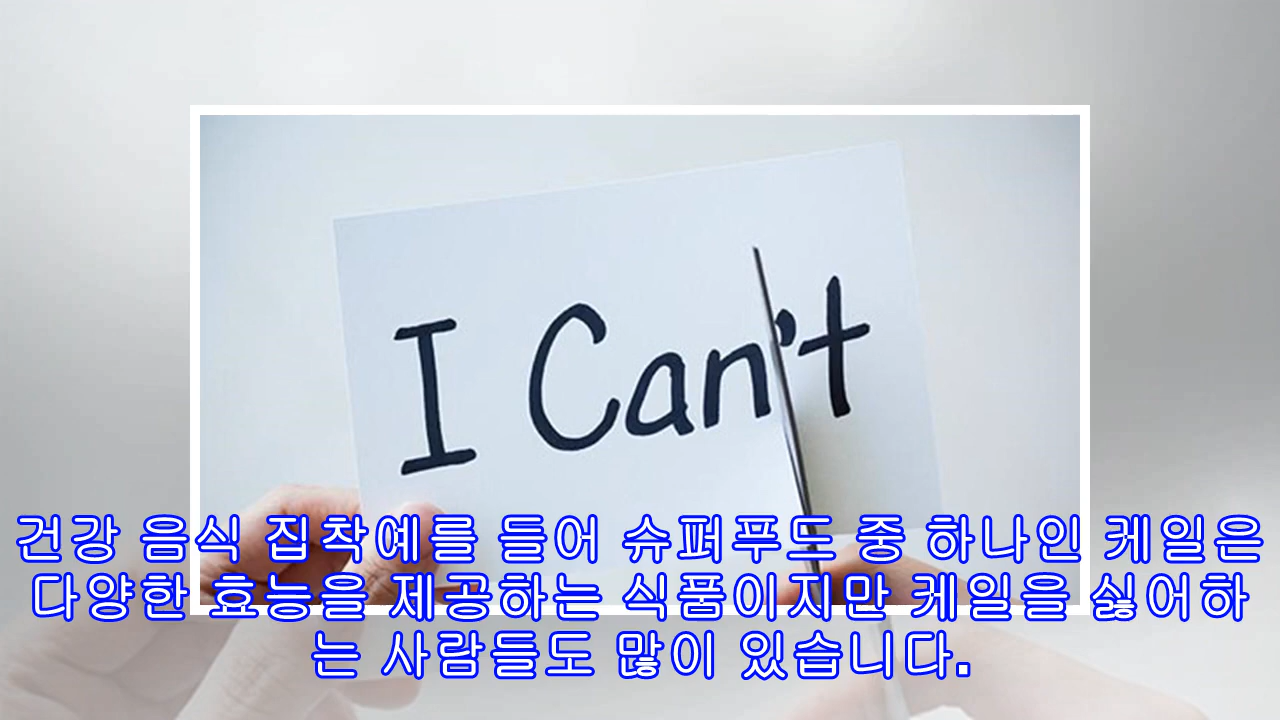 I Can't
건강 음식 집착예를 들어 슈퍼푸드 중 하나인 케일은
다양한 효능을 제공하는 식품이지만 케일을 싫어하
는 사람들도 많이 있습니다.